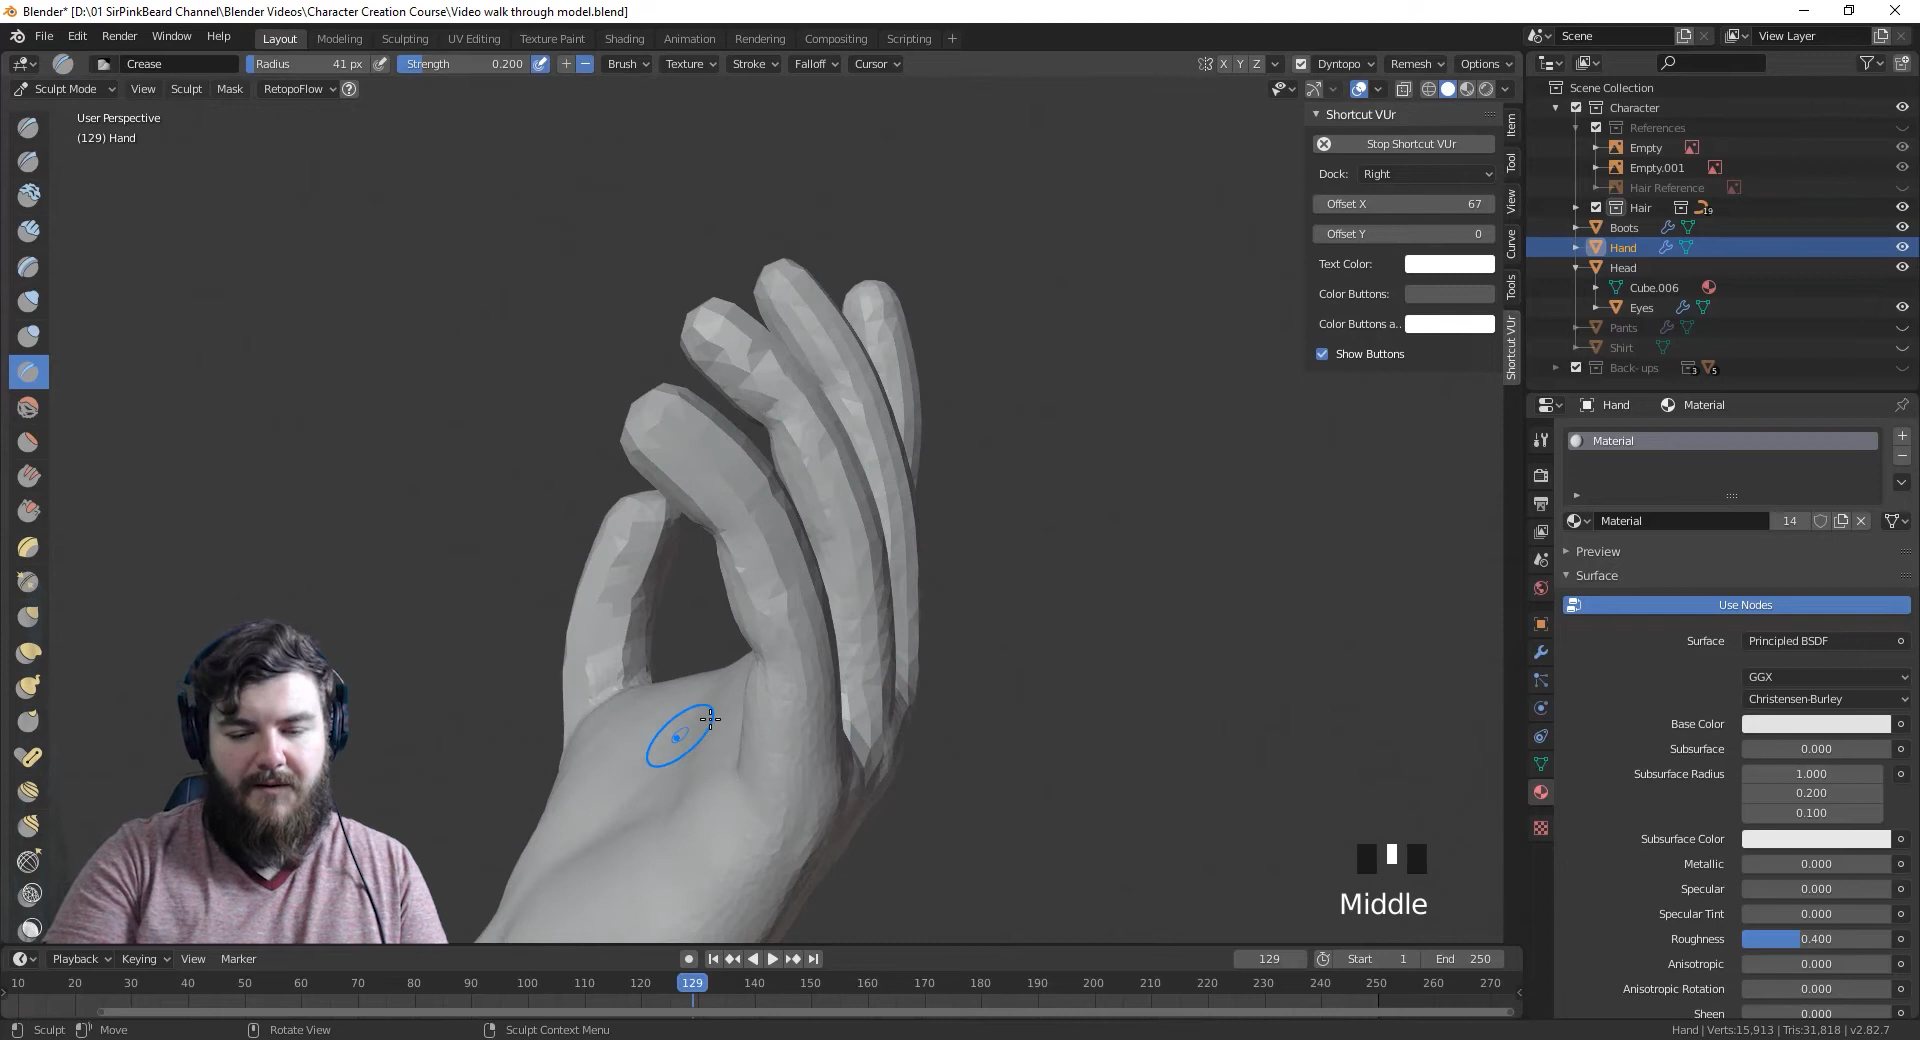 Blender* [D:\01 SirPinkBeard Channel\Blender Videos\Character Creation Course\Video walk through model.blend]
File Edit Render Window Help Layout Modeling Sculpting UV Editing Texture Paint Shading Animation Rendering Compositing Scripting Scene View Layer
Crease Radius 41 px Strength 0.200 Brush Texture Stroke Falloff Cursor X Y Z Dyntopo Remesh Options
Sculpt Mode View Sculpt Mask RetopoFlow
User Perspective
(129) Hand
Shortcut VUr
Stop Shortcut VUr
Dock: Right
Offset X 67
Offset Y 0
Text Color:
Color Buttons:
Color Buttons a..
Show Buttons
Item
Tool
View
Curve
Tools
Shortcut VUr
Scene Collection
Character
References
Empty
Empty.001
Hair Reference
Hair 19
Boots
Hand
Head
Cube.006
Eyes
Pants
Shirt
Back- ups 3 5
Hand Material
Material
Material 14
Preview
Surface
Use Nodes
Surface Principled BSDF
GGX
Christensen-Burley
Base Color
Subsurface 0.000
Subsurface Radius 1.000
0.200
0.100
Subsurface Color
Metallic 0.000
Specular 0.000
Specular Tint 0.000
Roughness 0.400
Anisotropic 0.000
Anisotropic Rotation 0.000
Sheen 0.000
Middle
Playback Keying View Marker 129 Start 1 End 250
10 20 30 40 50 60 70 80 90 100 110 120 129 140 150 160 170 180 190 200 210 220 230 240 250 260 270
Sculpt Move Rotate View Sculpt Context Menu Hand | Verts:15,913 | Tris:31,818 | v2.82.7